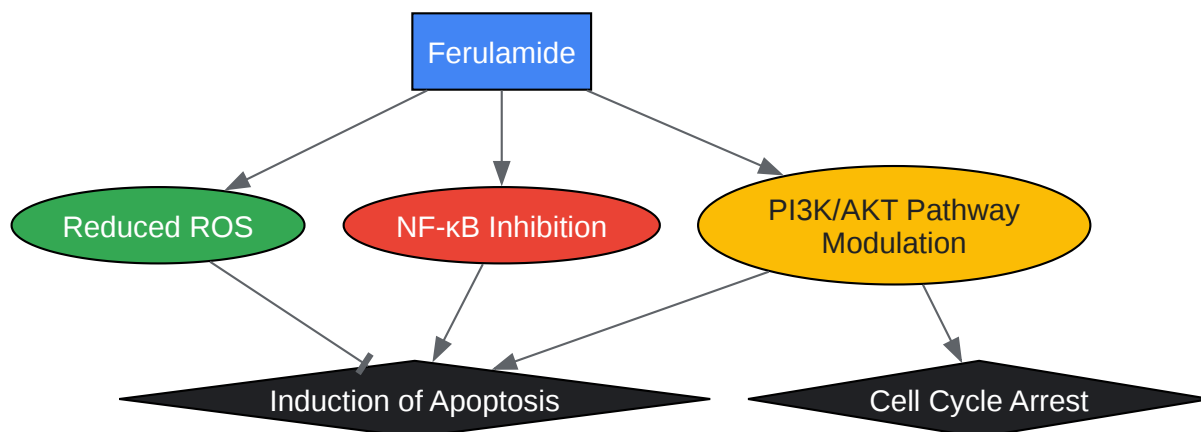 Ferulamide
Reduced ROS
NF-κB Inhibition
PI3K/AKT Pathway
Modulation
Induction of Apoptosis
Cell Cycle Arrest